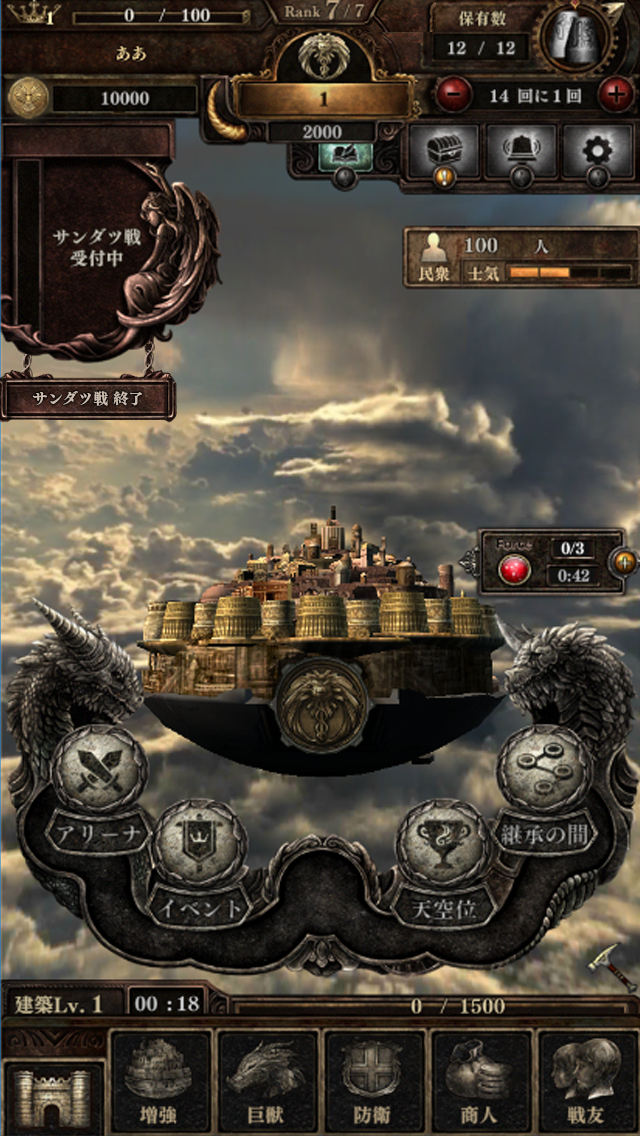 1
0 / 100
Rank 7/7
保有数
12 / 12
ああ
10000
1
2000
14 回に1回
サンダツ戦
受付中
サンダツ戦 終了
100 人
民衆 士気
Force
0/3
0:42
アリーナ
イベント
天空位
継承の間
建築Lv. 1
00 : 18
0 / 1500
増強
巨獣
防衛
商人
戦友